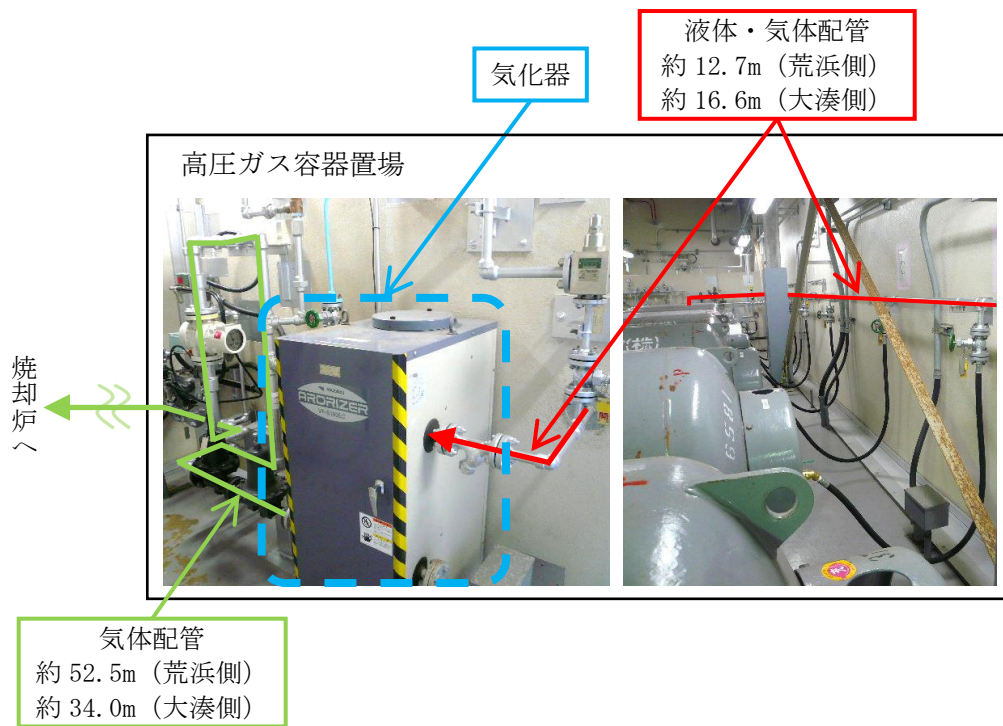 液体・気体配管
約 12.7m（荒浜側）
約 16.6m（大湊側）
気化器
高圧ガス容器置場
焼却炉へ
気体配管
約 52.5m（荒浜側）
約 34.0m（大湊側）